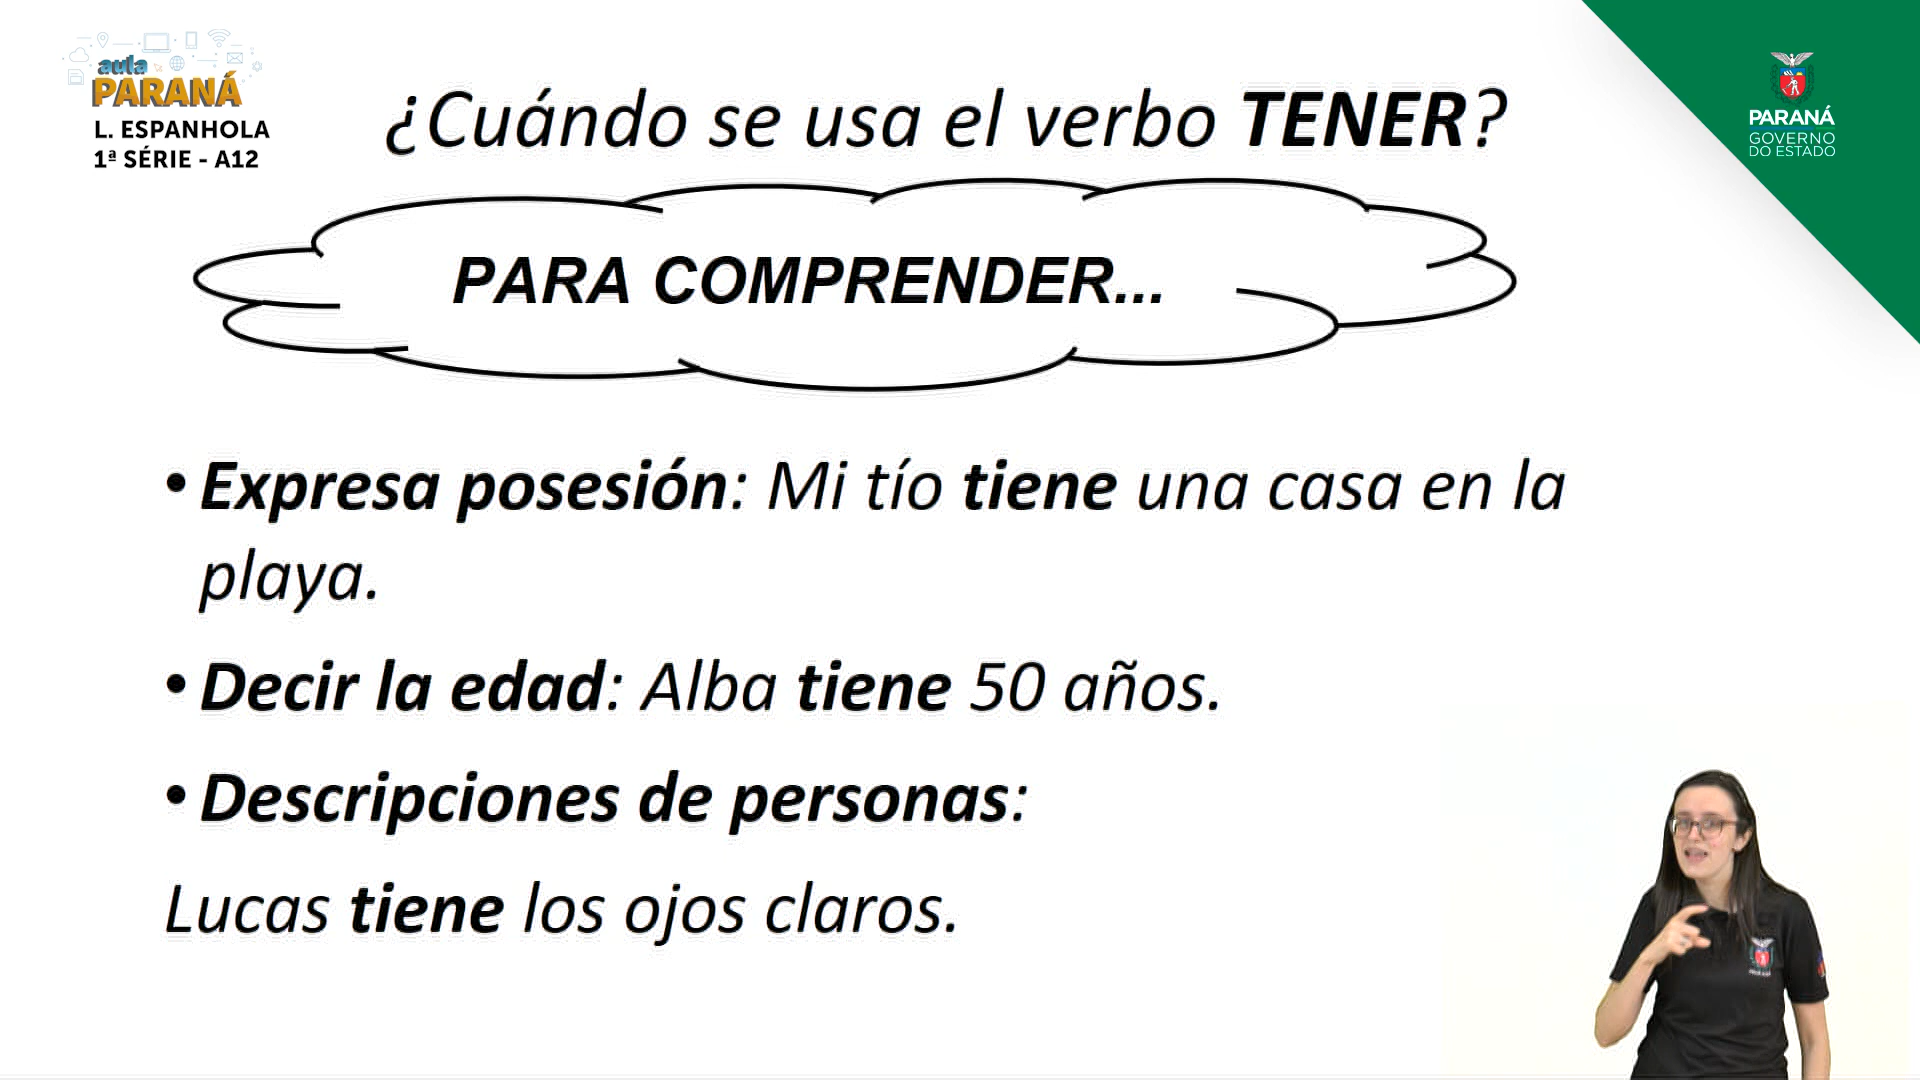 aula
PARANÁ
L. ESPANHOLA
1ª SÉRIE - A12
¿Cuándo se usa el verbo TENER?
PARANÁ
GOVERNO
DO ESTADO
PARA COMPRENDER...
• Expresa posesión: Mi tío tiene una casa en la
playa.
• Decir la edad: Alba tiene 50 años.
• Descripciones de personas:
Lucas tiene los ojos claros.